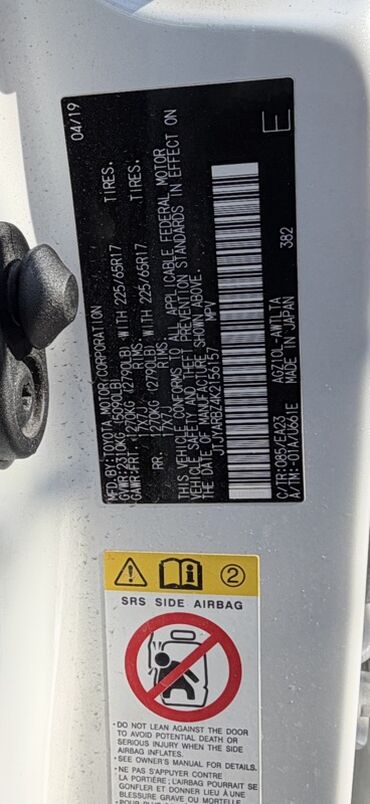 MFD.BY:TOYOTA MOTOR CORPORATION 04/19
GVWR:2310KG (5090LB)
GAWR:FRT. 1270KG (2790LB) WITH 225/65R17 TIRES,
17X7J RIMS,
RR. 1270KG (2790LB) WITH 225/65R17 TIRES,
17X7J RIMS,
THIS VEHICLE CONFORMS TO ALL APPLICABLE FEDERAL MOTOR
VEHICLE SAFETY AND THEFT PREVENTION STANDARDS IN EFFECT ON
THE DATE OF MANUFACTURE SHOWN ABOVE.
MPV
C/TR:085/EA23 AGZ10L-AWTLTA
A/TM:-01A/U661E MADE IN JAPAN 382 E
2
SRS SIDE AIRBAG
• DO NOT LEAN AGAINST THE DOOR
TO AVOID POTENTIAL DEATH OR
SERIOUS INJURY WHEN THE SIDE
AIRBAG INFLATES.
• SEE OWNER'S MANUAL FOR DETAILS.
• NE PAS S'APPUYER CONTRE
LA PORTIÈRE; L'AIRBAG POURRAIT SE
GONFLER ET DONNER LIEU À UNE
BLESSURE GRAVE OU MORTELLE.